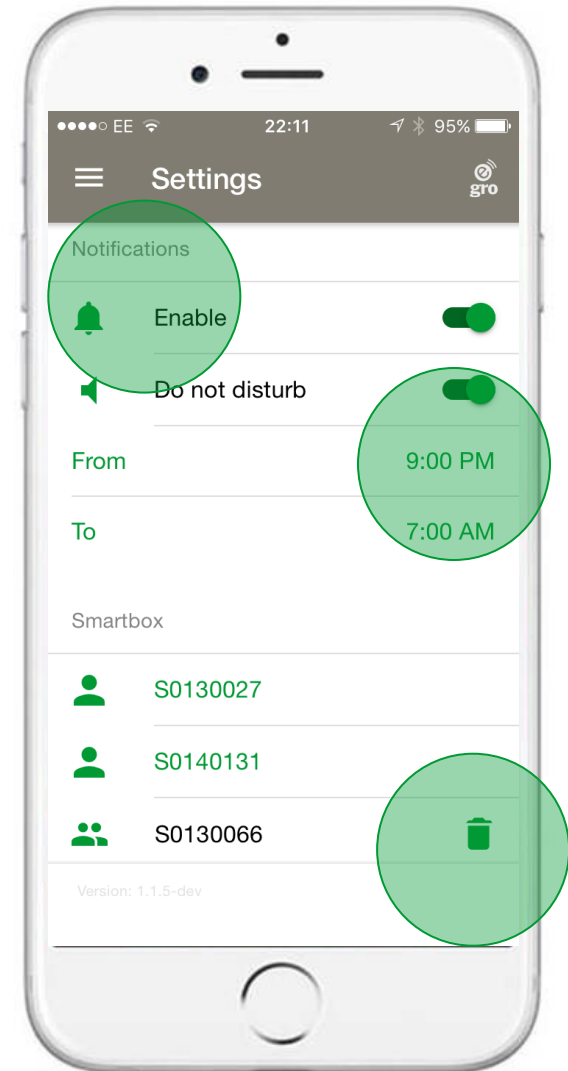 EE 22:11 95%
Settings
e
gro
Notifications
Enable
Do not disturb
From 9:00 PM
To 7:00 AM
Smartbox
S0130027
S0140131
S0130066
Version: 1.1.5-dev